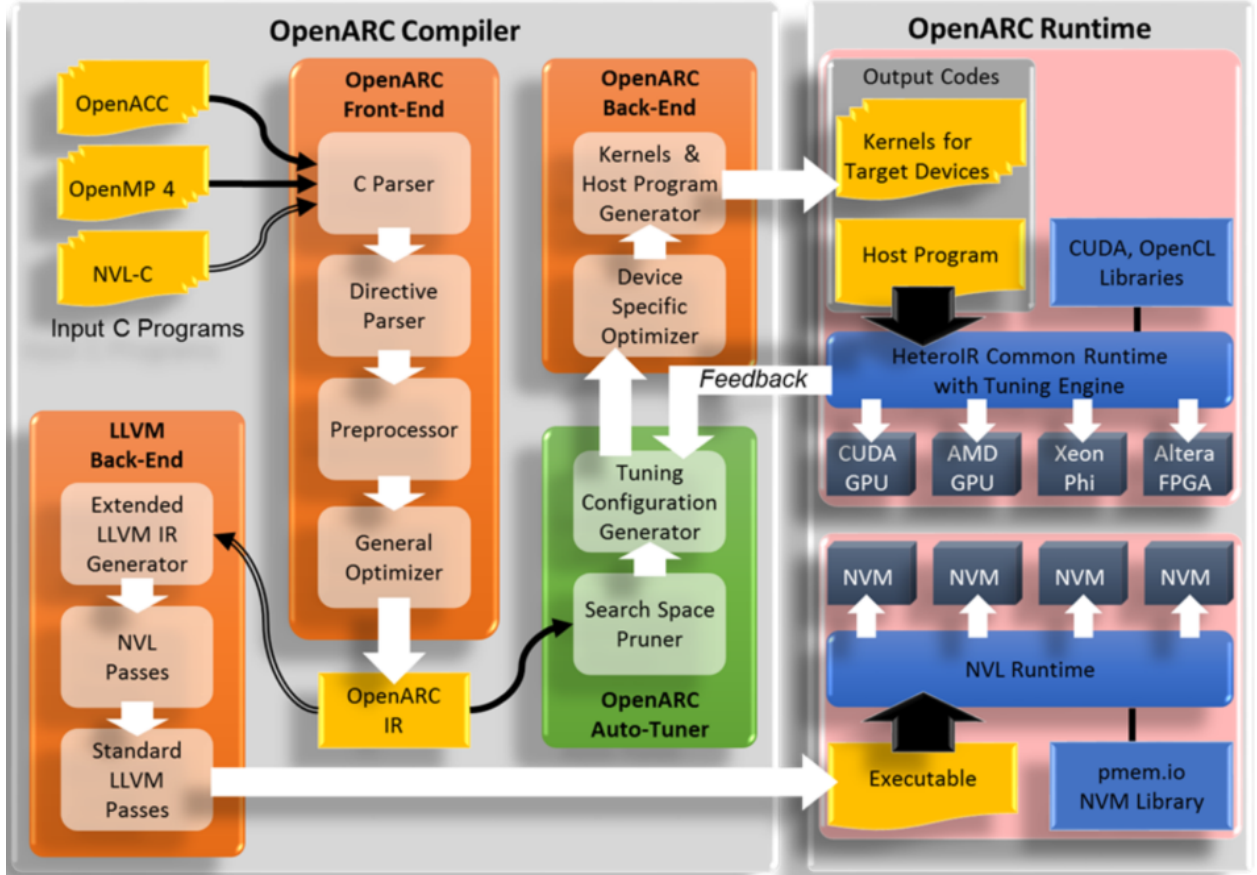 OpenARC Compiler
OpenACC
OpenMP 4
NVL-C
Input C Programs
OpenARC
Front-End
C Parser
Directive
Parser
Preprocessor
General
Optimizer
OpenARC
IR
LLVM
Back-End
Extended
LLVM IR
Generator
NVL
Passes
Standard
LLVM
Passes
OpenARC
Back-End
Kernels &
Host Program
Generator
Device
Specific
Optimizer
Feedback
Tuning
Configuration
Generator
Search Space
Pruner
OpenARC
Auto-Tuner
OpenARC Runtime
Output Codes
Kernels for
Target Devices
Host Program
CUDA, OpenCL
Libraries
HeteroIR Common Runtime
with Tuning Engine
CUDA
GPU
AMD
GPU
Xeon
Phi
Altera
FPGA
NVM
NVM
NVM
NVM
NVL Runtime
Executable
pmem.io
NVM Library